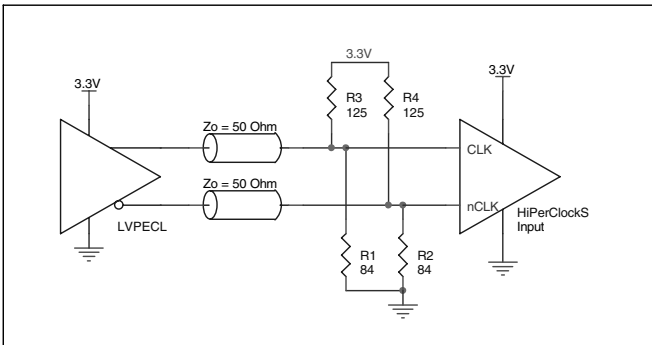 3.3V
3.3V
3.3V
R3
125
R4
125
Zo = 50 Ohm
CLK
Zo = 50 Ohm
nCLK
LVPECL
HiPerClockS
Input
R1
84
R2
84